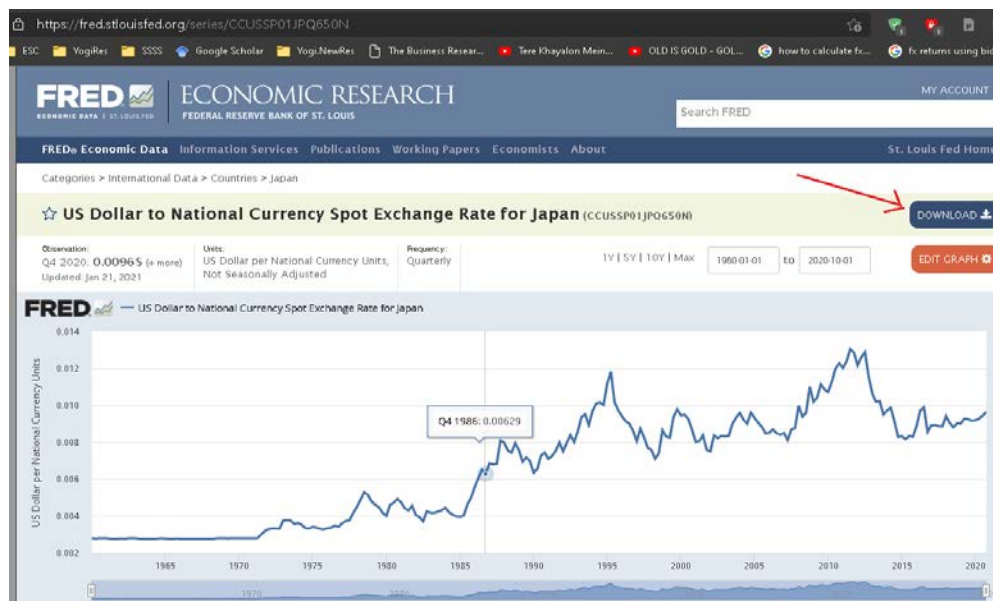 https://fred.stlouisfed.org/series/CCUSSP01JPQ650N
ESC YogiRes SSSS Google Scholar Yogi.NewRes The Business Resear... Tere Khayalon Mein... OLD IS GOLD - GOL... how to calculate fx... fx returns using bid
FRED ECONOMIC RESEARCH
ECONOMIC DATA | ST. LOUIS FED FEDERAL RESERVE BANK OF ST. LOUIS
MY ACCOUNT
Search FRED
FRED® Economic Data Information Services Publications Working Papers Economists About St. Louis Fed Home
Categories > International Data > Countries > Japan
US Dollar to National Currency Spot Exchange Rate for Japan (CCUSSP01JPQ650N)
DOWNLOAD
Observation: Units: Frequency:
Q4 2020: 0.00965 (+ more) US Dollar per National Currency Units, Quarterly
Updated: Jan 21, 2021 Not Seasonally Adjusted
1Y | 5Y | 10Y | Max 1960-01-01 to 2020-10-01
EDIT GRAPH
FRED — US Dollar to National Currency Spot Exchange Rate for Japan
US Dollar per National Currency Units
0.014
0.012
0.010
0.008
0.006
0.004
0.002
Q4 1986: 0.00629
1965 1970 1975 1980 1985 1990 1995 2000 2005 2010 2015 2020
1970